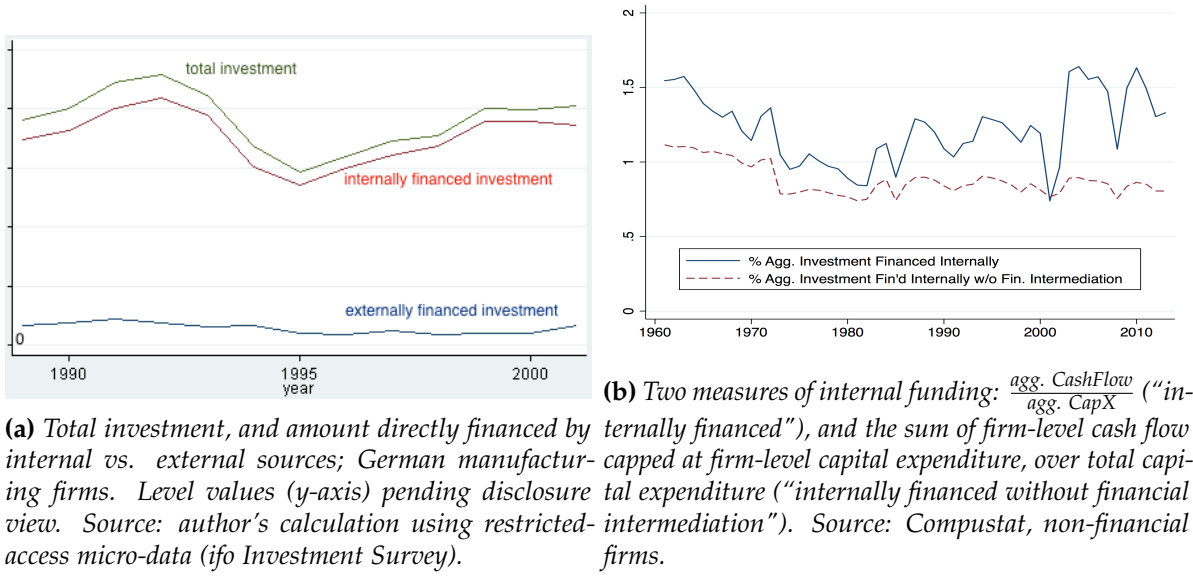 total investment
internally financed investment
externally financed investment
0
1990
1995
2000
year
2
1.5
1
.5
0
% Agg. Investment Financed Internally
% Agg. Investment Fin'd Internally w/o Fin. Intermediation
1960
1970
1980
1990
2000
2010
(a) Total investment, and amount directly financed by
internal vs. external sources; German manufactur-
ing firms. Level values (y-axis) pending disclosure
view. Source: author's calculation using restricted-
access micro-data (ifo Investment Survey).
(b) Two measures of internal funding: agg. CashFlow / agg. CapX (“in-
ternally financed”), and the sum of firm-level cash flow
capped at firm-level capital expenditure, over total capi-
tal expenditure (“internally financed without financial
intermediation”). Source: Compustat, non-financial
firms.